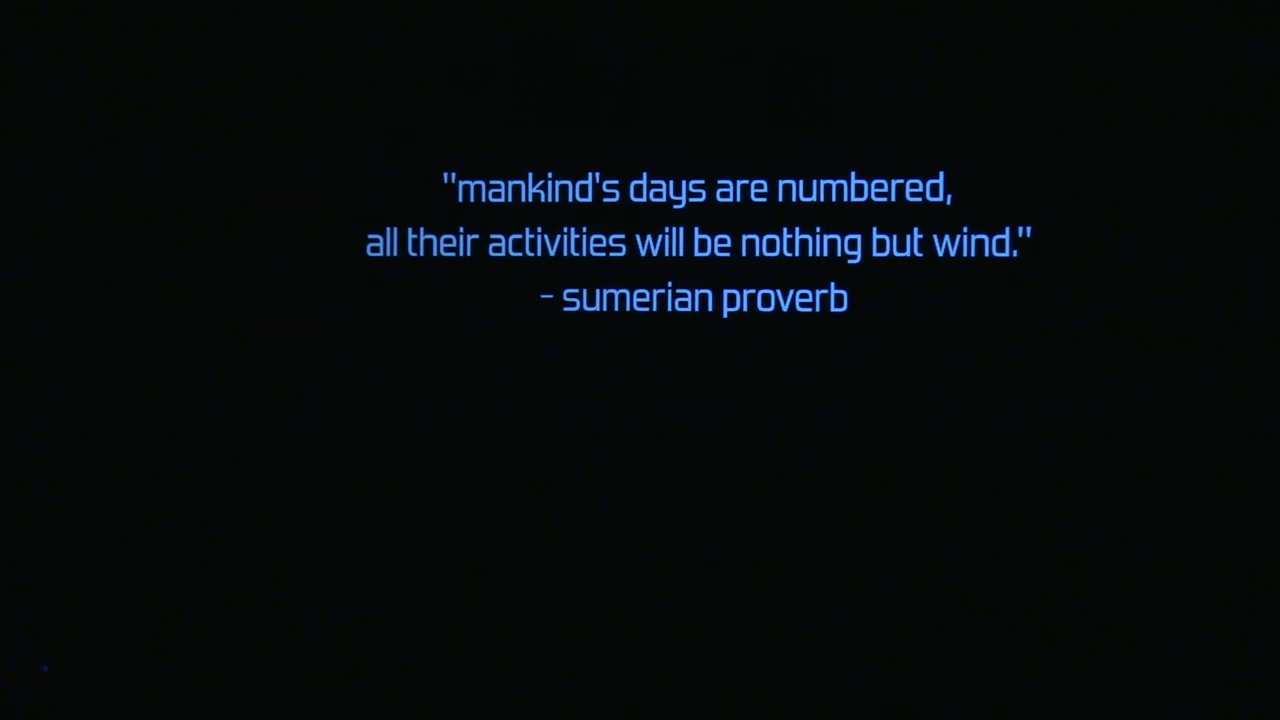 "mankind's days are numbered,
all their activities will be nothing but wind."
- sumerian proverb